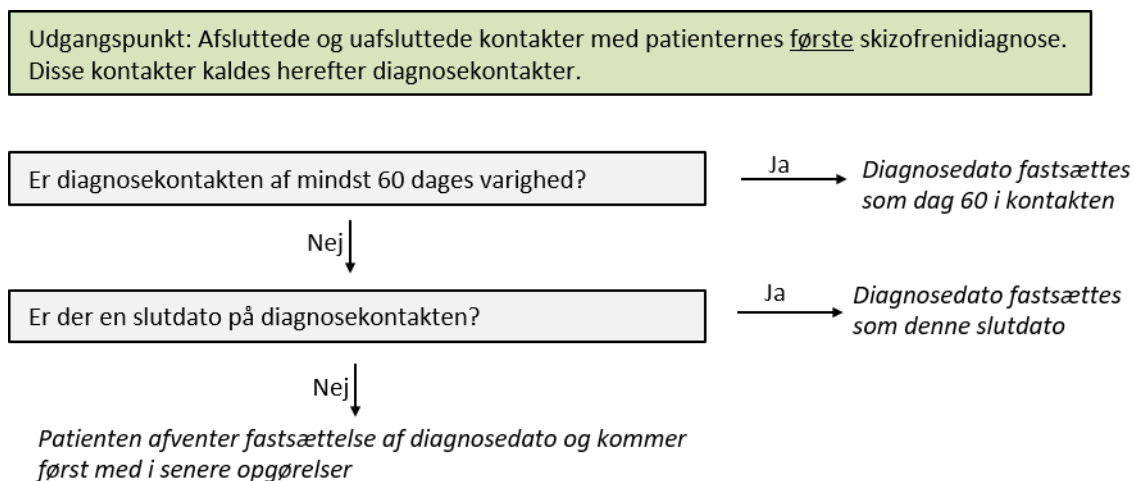 Udgangspunkt: Afsluttede og uafsluttede kontakter med patienternes første skizofrenidiagnose.
Disse kontakter kaldes herefter diagnosekontakter.
Er diagnosekontakten af mindst 60 dages varighed?
Ja
Diagnosedato fastsættes
som dag 60 i kontakten
Nej
Er der en slutdato på diagnosekontakten?
Ja
Diagnosedato fastsættes
som denne slutdato
Nej
Patienten afventer fastsættelse af diagnosedato og kommer
først med i senere opgørelser